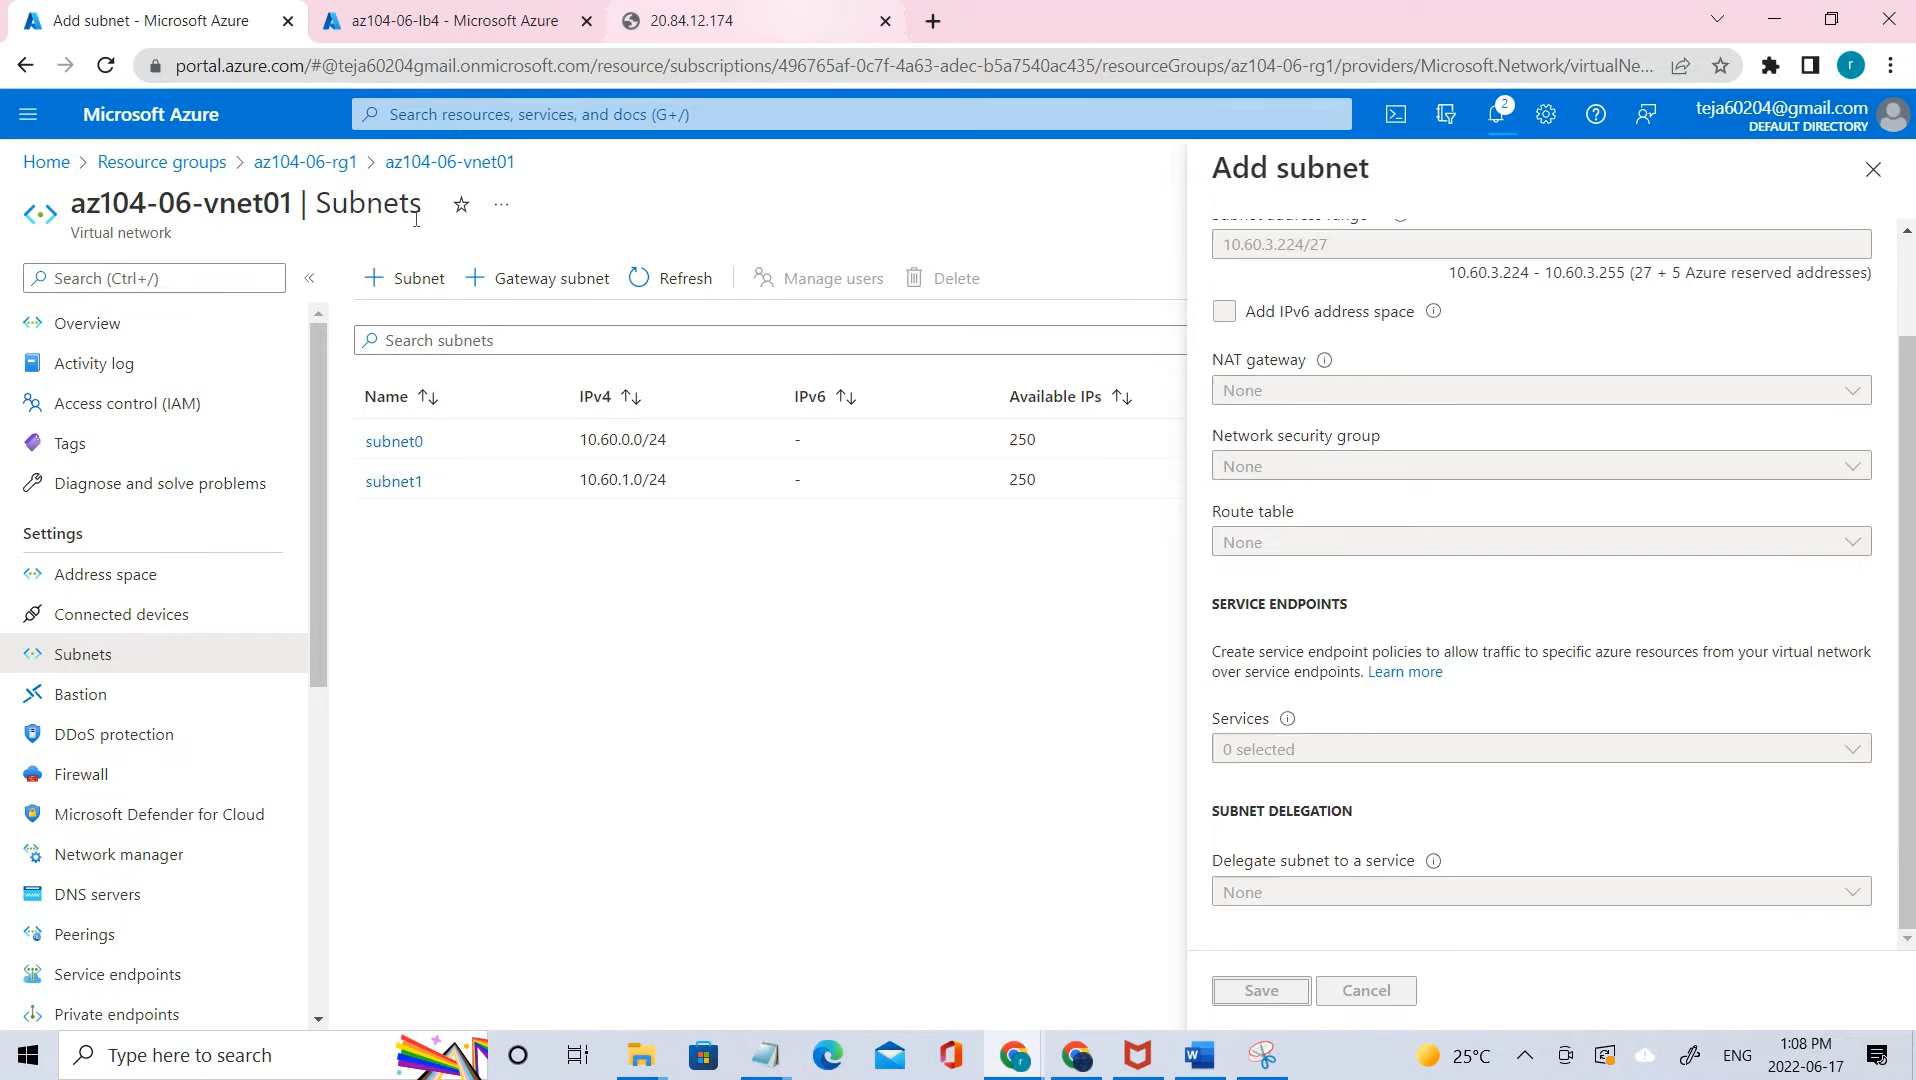 Add subnet - Microsoft Azure
az104-06-lb4 - Microsoft Azure
20.84.12.174
portal.azure.com/#@teja60204gmail.onmicrosoft.com/resource/subscriptions/496765af-0c7f-4a63-adec-b5a7540ac435/resourceGroups/az104-06-rg1/providers/Microsoft.Network/virtualNe...
r
Microsoft Azure
Search resources, services, and docs (G+/)
2
teja60204@gmail.com
DEFAULT DIRECTORY
Home > Resource groups > az104-06-rg1 > az104-06-vnet01
az104-06-vnet01 | Subnets
Virtual network
Search (Ctrl+/)
Overview
Activity log
Access control (IAM)
Tags
Diagnose and solve problems
Settings
Address space
Connected devices
Subnets
Bastion
DDoS protection
Firewall
Microsoft Defender for Cloud
Network manager
DNS servers
Peerings
Service endpoints
Private endpoints
Subnet
Gateway subnet
Refresh
Manage users
Delete
Search subnets
Name IPv4 IPv6 Available IPs
subnet0 10.60.0.0/24 - 250
subnet1 10.60.1.0/24 - 250
Add subnet
Subnet address range
10.60.3.224/27
10.60.3.224 - 10.60.3.255 (27 + 5 Azure reserved addresses)
Add IPv6 address space
NAT gateway
None
Network security group
None
Route table
None
SERVICE ENDPOINTS
Create service endpoint policies to allow traffic to specific azure resources from your virtual network
over service endpoints. Learn more
Services
0 selected
SUBNET DELEGATION
Delegate subnet to a service
None
Save
Cancel
Type here to search
25°C
ENG
1:08 PM
2022-06-17